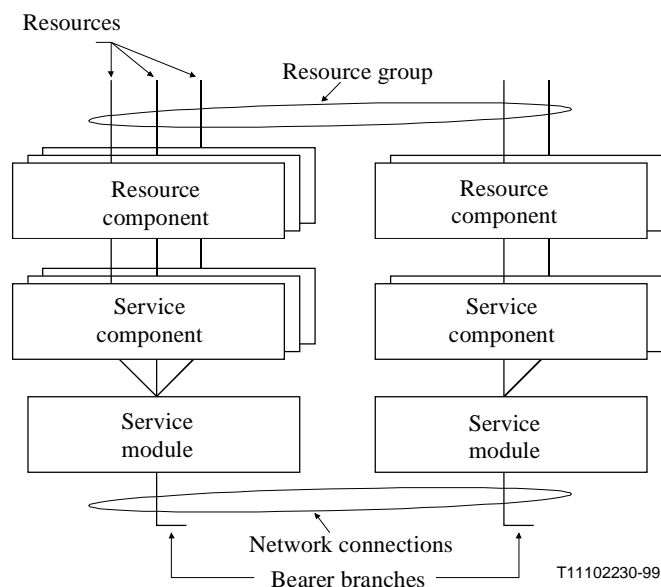 Resources
Resource group
Resource
component
Resource
component
Service
component
Service
component
Service
module
Service
module
Network connections
Bearer branches
T11102230-99